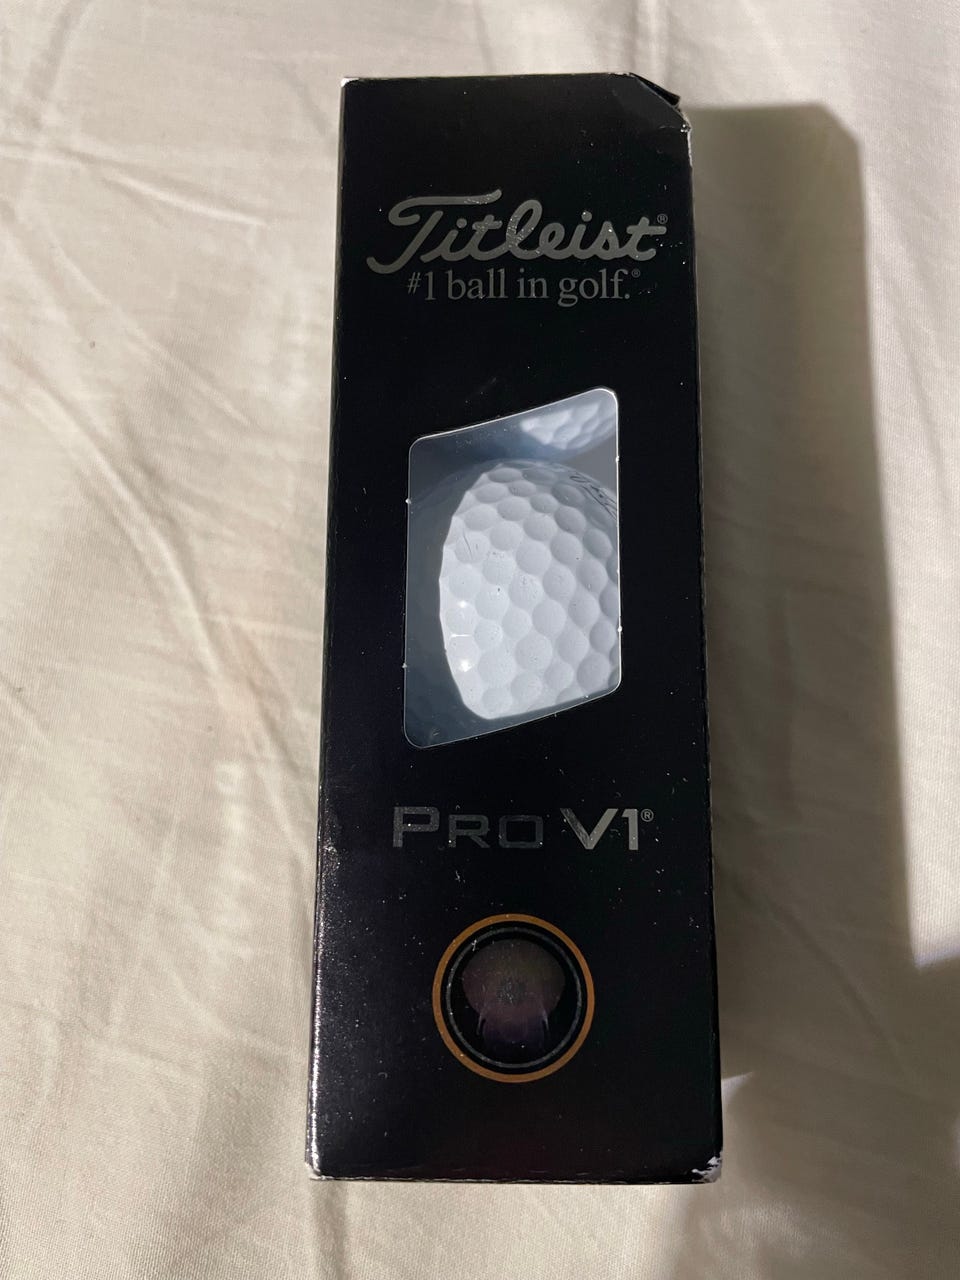 Titleist®
#1 ball in golf.®
PRO V1®